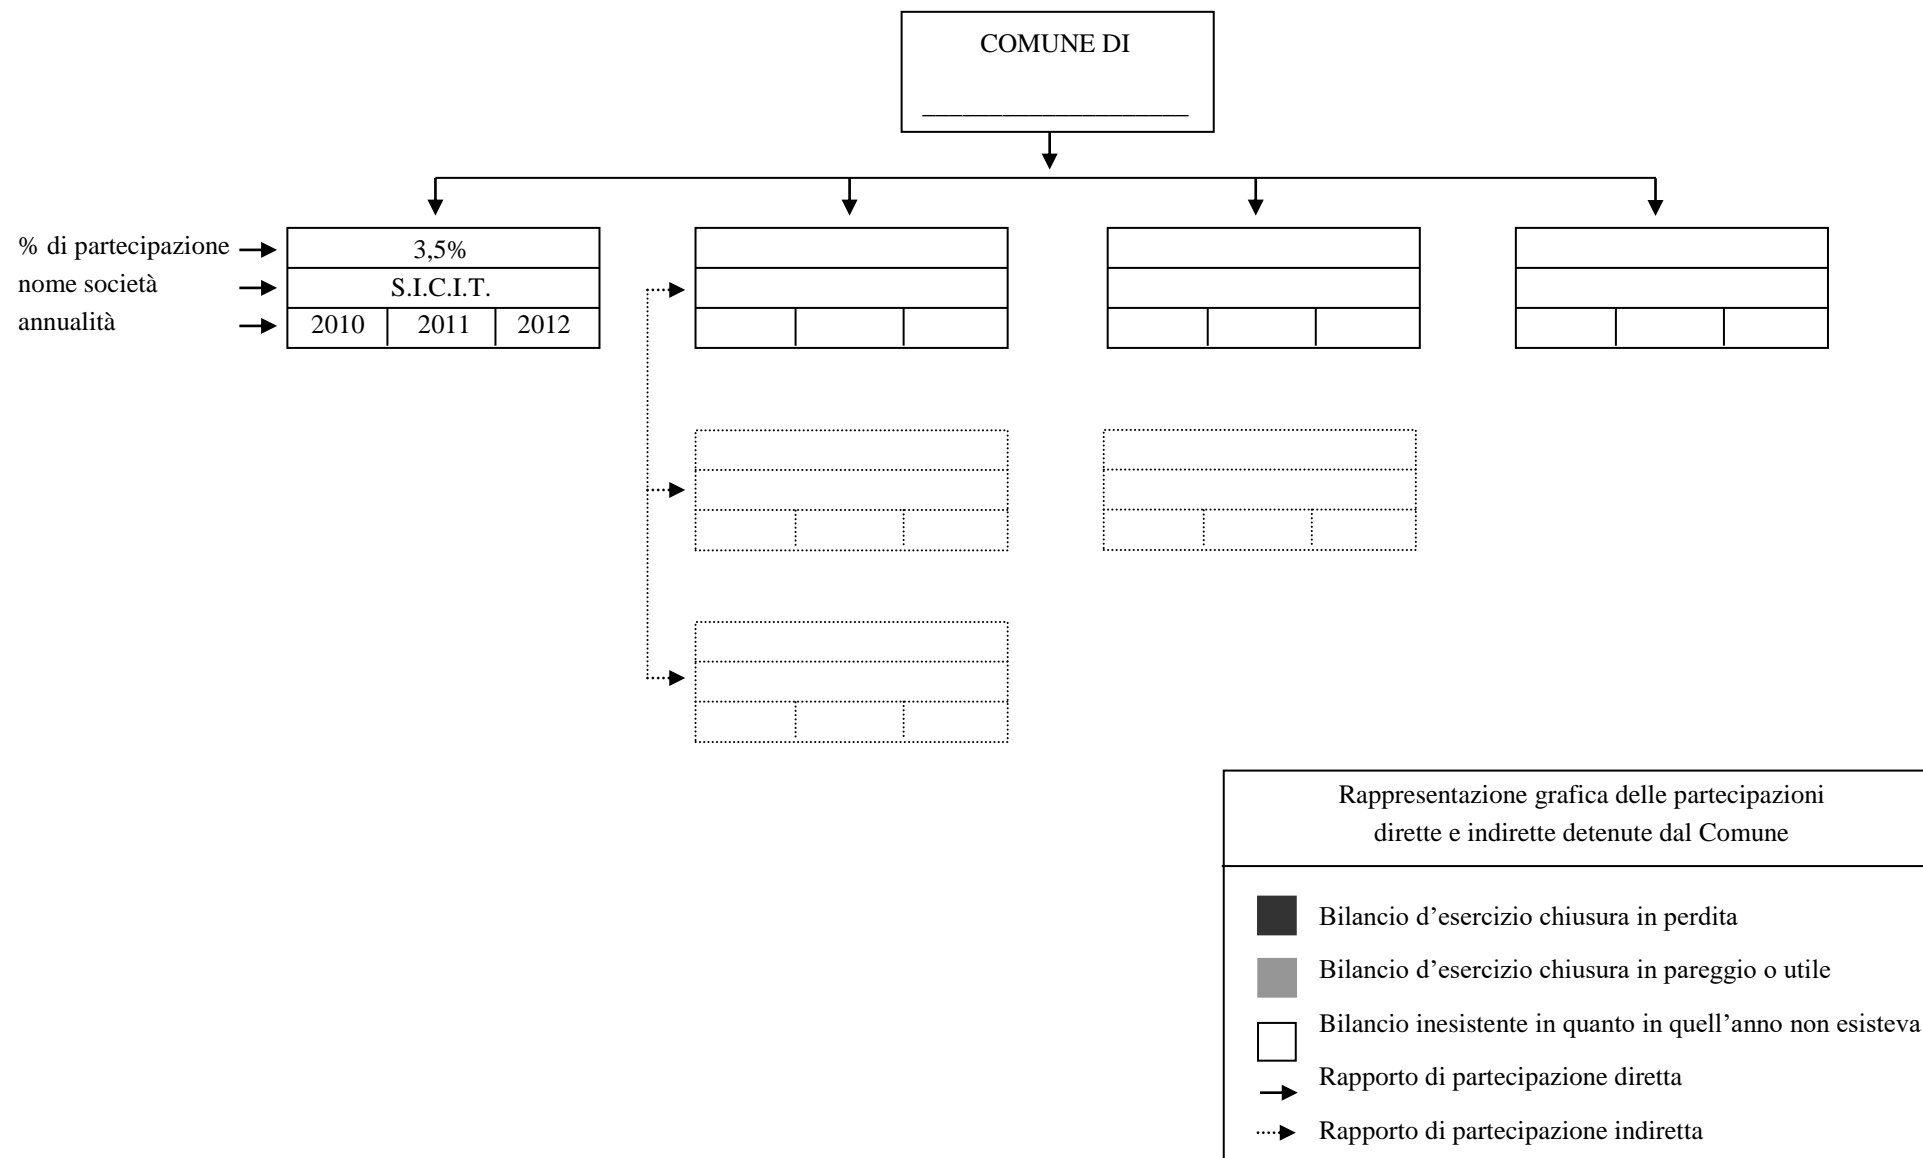 COMUNE DI
____________________
% di partecipazione
3,5%
nome società
S.I.C.I.T.
annualità
2010 2011 2012
Rappresentazione grafica delle partecipazioni
dirette e indirette detenute dal Comune
Bilancio d'esercizio chiusura in perdita
Bilancio d'esercizio chiusura in pareggio o utile
Bilancio inesistente in quanto in quell'anno non esisteva
Rapporto di partecipazione diretta
Rapporto di partecipazione indiretta